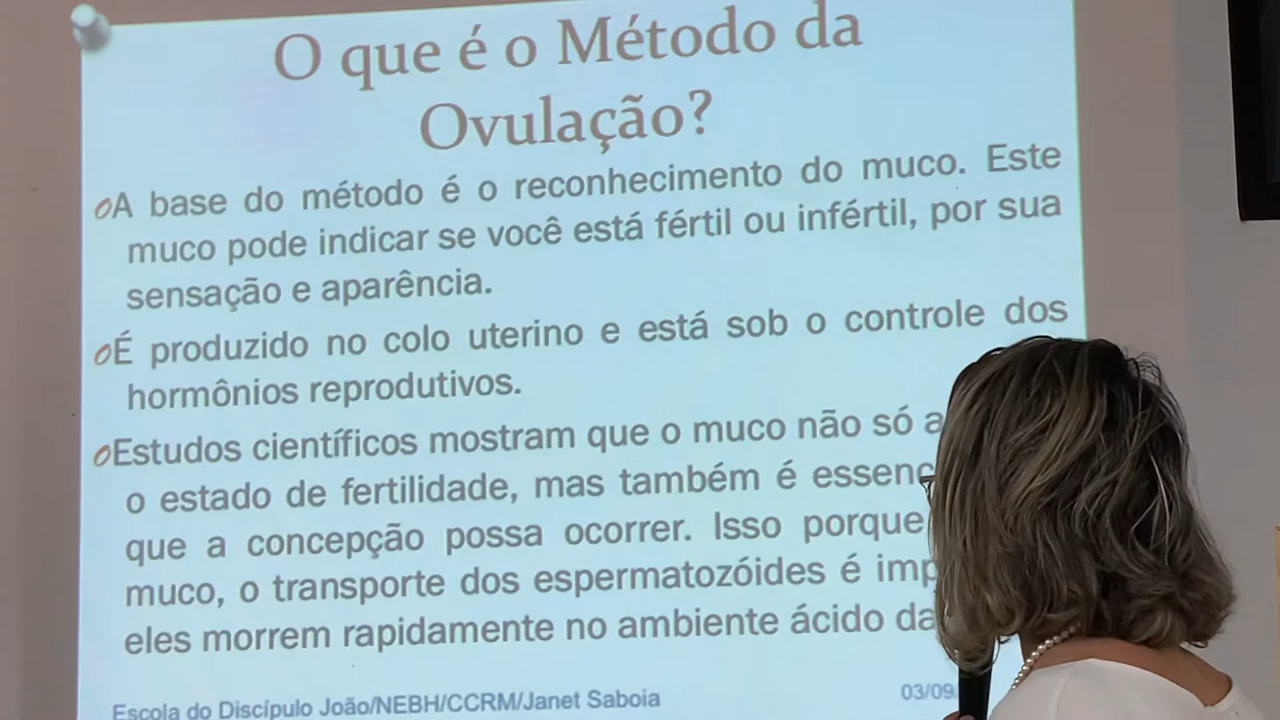 O que é o Método da
Ovulação?
A base do método é o reconhecimento do muco. Este
muco pode indicar se você está fértil ou infértil, por sua
sensação e aparência.
É produzido no colo uterino e está sob o controle dos
hormônios reprodutivos.
Estudos científicos mostram que o muco não só
o estado de fertilidade, mas também é
que a concepção possa ocorrer. Isso porque
muco, o transporte dos espermatozóides é
eles morrem rapidamente no ambiente ácido da
Escola do Discípulo João/NEBH/CCRM/Janet Saboia
03/09